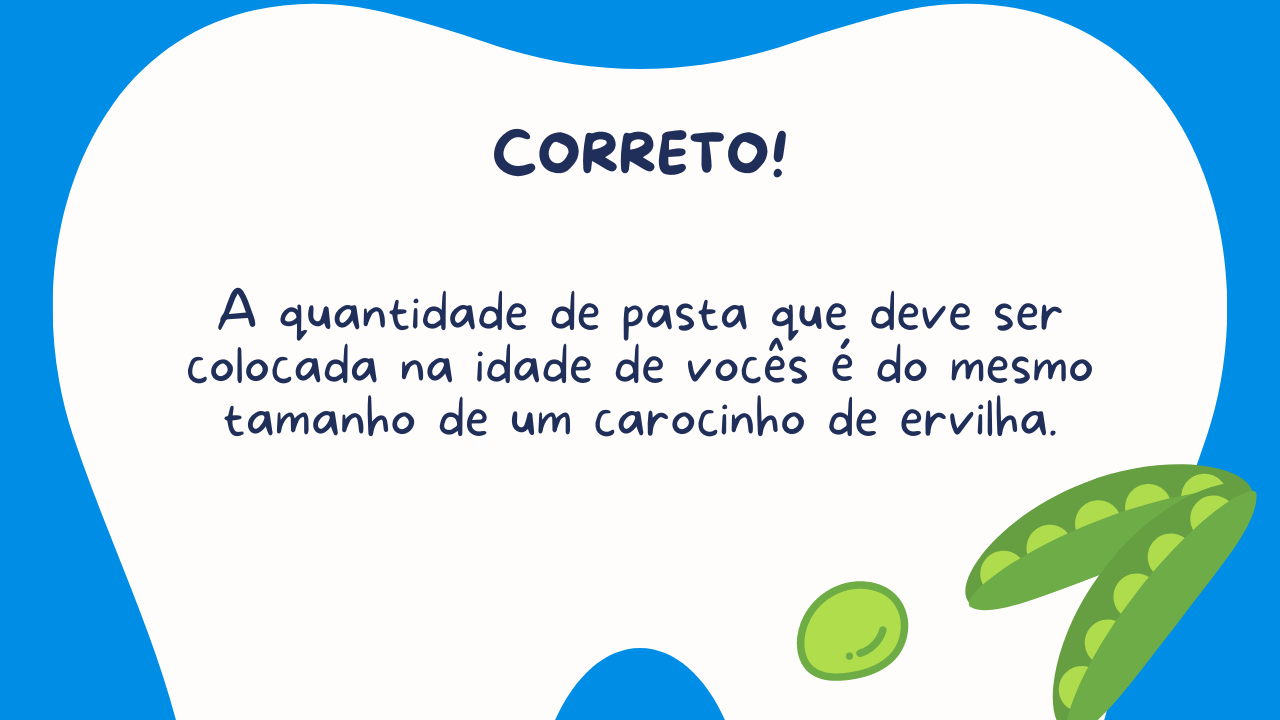 CORRETO!
A quantidade de pasta que deve ser
colocada na idade de vocês é do mesmo
tamanho de um carocinho de ervilha.